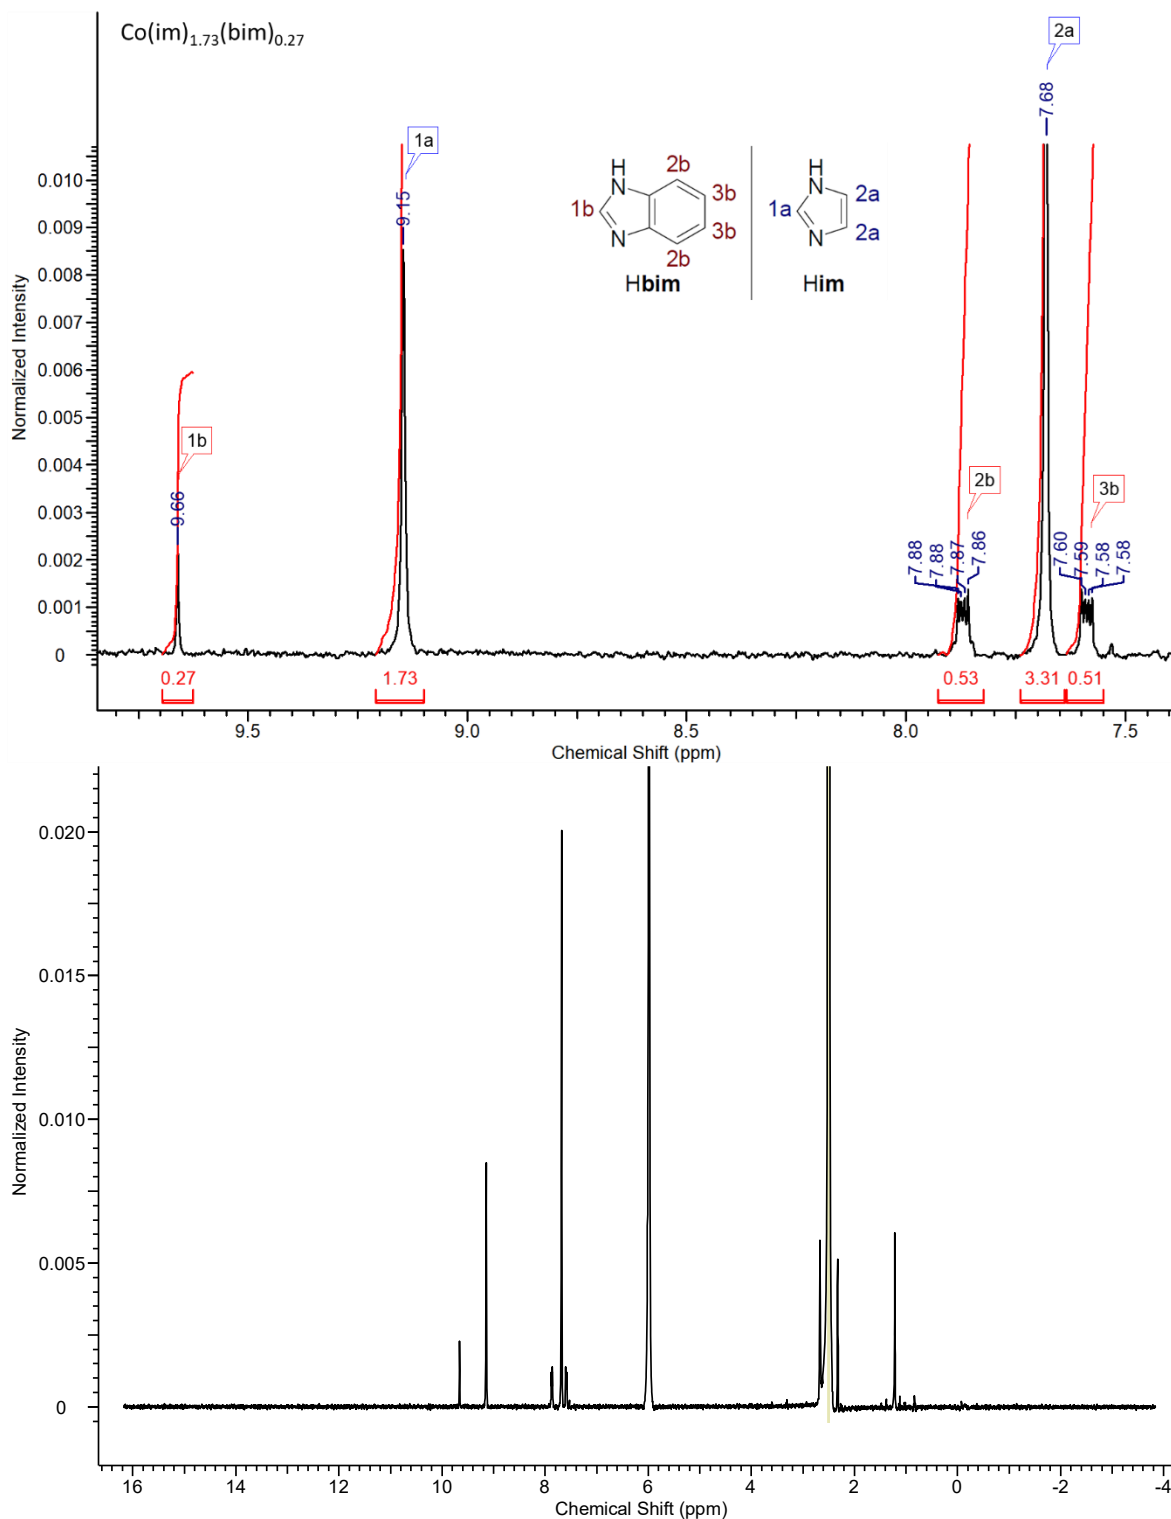 Co(im)1.73(bim)0.27
2a
7.68
1a
9.15
0.010
0.009
0.008
0.007
0.006
0.005
0.004
0.003
0.002
0.001
0
Normalized Intensity
H
N
N
1b
2b
3b
3b
2b
Hbim
H
N
N
1a
2a
2a
Him
1b
9.66
2b
7.88
7.88
7.87
7.86
3b
7.60
7.59
7.58
7.58
0.27
1.73
0.53
3.31
0.51
9.5
9.0
8.5
8.0
7.5
Chemical Shift (ppm)
0.020
0.015
0.010
0.005
0
Normalized Intensity
16
14
12
10
8
6
4
2
0
-2
-4
Chemical Shift (ppm)